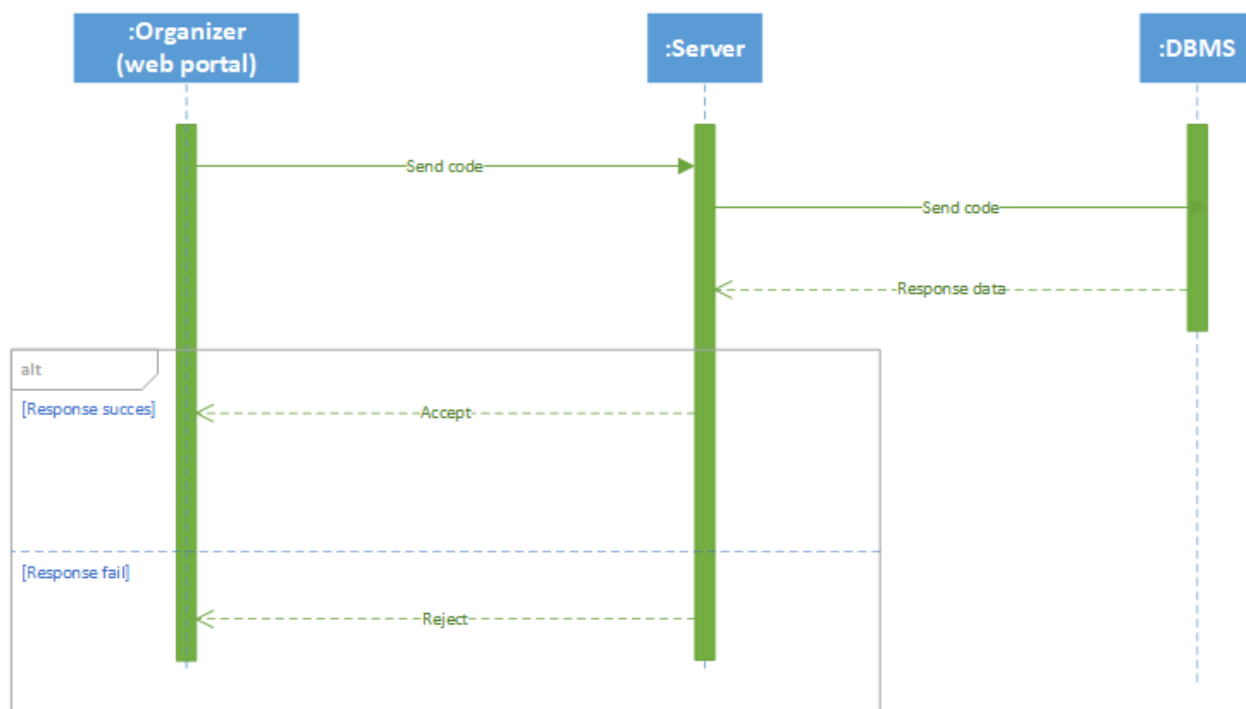 :Organizer
(web portal)
:Server
:DBMS
Send code
Send code
Response data
alt
[Response succes]
Accept
[Response fail]
Reject